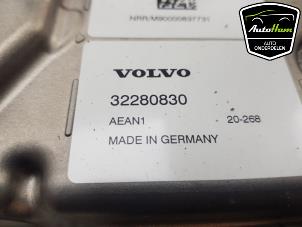 NRR/M90000837731
VOLVO
32280830
AEAN1 20-268
MADE IN GERMANY
AutoHam
AUTO ONDERDELEN